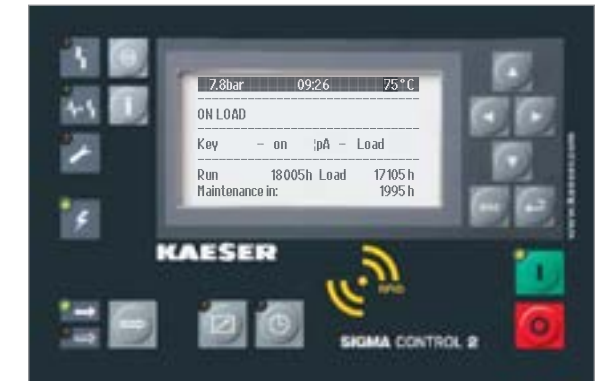 7.8bar 09:26 75°C
ON LOAD
Key - on ¦pA - Load
Run 18005h Load 17105h
Maintenance in: 1995h
esc
www.kaeser.com
KAESER
RFID
I
SIGMA CONTROL 2
O